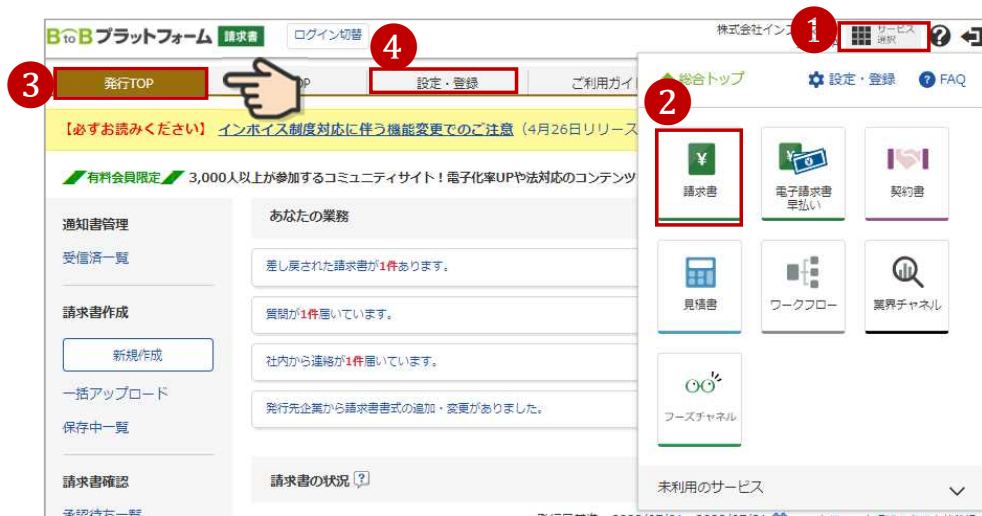 BtoBプラットフォーム 請求書 ログイン切替
株式会社イン
サービス選択
1
2
3
4
発行TOP
設定・登録
ご利用ガイ
【必ずお読みください】 インボイス制度対応に伴う機能変更でのご注意（4月26日リリース
有料会員限定 3,000人以上が参加するコミュニティサイト！電子化率UPや法対応のコンテンツ
通知書管理
受信済一覧
請求書作成
新規作成
一括アップロード
保存中一覧
請求書確認
承認待ち一覧
あなたの業務
差し戻された請求書が1件あります。
質問が1件届いています。
社内から連絡が1件届いています。
発行先企業から請求書書式の追加・変更がありました。
請求書の状況 ?
総合トップ 設定・登録 ? FAQ
¥
請求書
¥
電子請求書
早払い
契約書
見積書
ワークフロー
業界チャネル
フーズチャネル
未利用のサービス